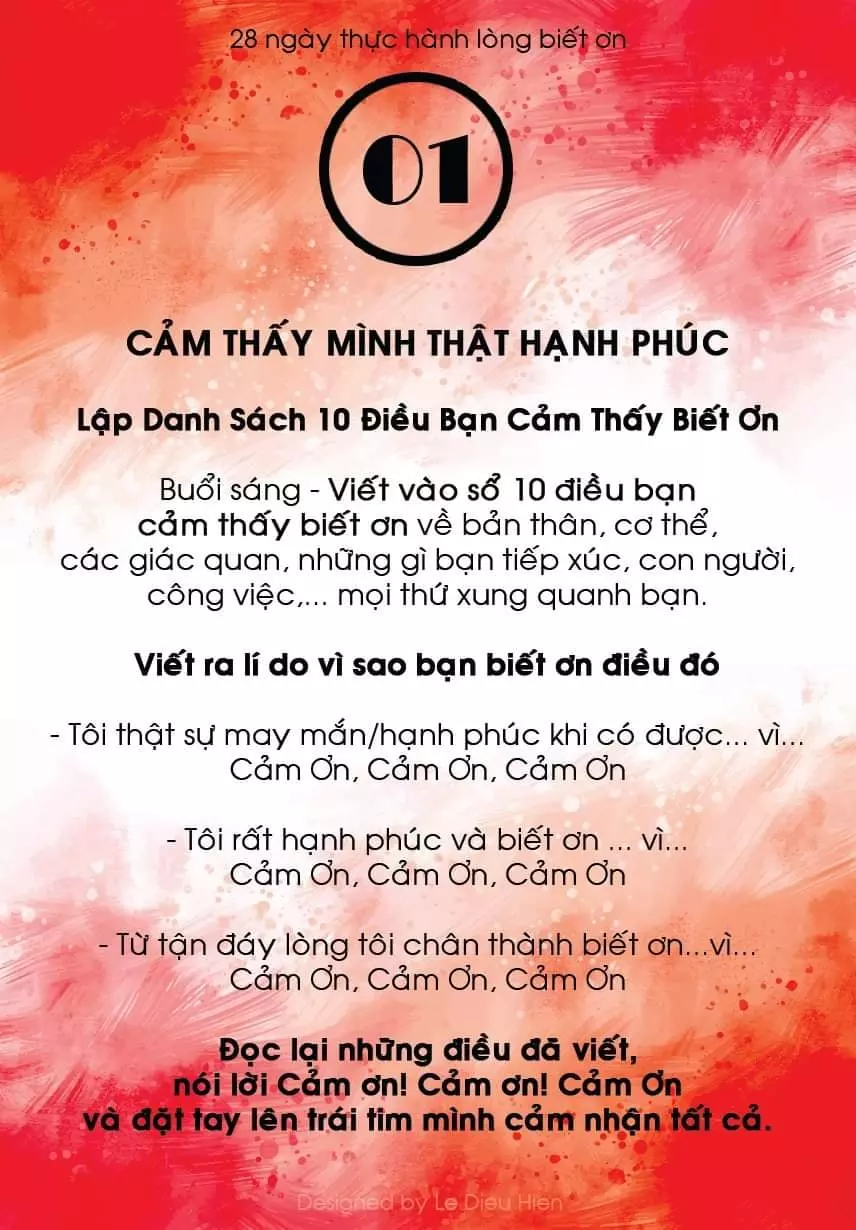 28 ngày thực hành lòng biết ơn
01
CẢM THẤY MÌNH THẬT HẠNH PHÚC
Lập Danh Sách 10 Điều Bạn Cảm Thấy Biết Ơn
Buổi sáng - Viết vào sổ 10 điều bạn
cảm thấy biết ơn về bản thân, cơ thể,
các giác quan, những gì bạn tiếp xúc, con người,
công việc,... mọi thứ xung quanh bạn.
Viết ra lí do vì sao bạn biết ơn điều đó
- Tôi thật sự may mắn/hạnh phúc khi có được... vì...
Cảm Ơn, Cảm Ơn, Cảm Ơn
- Tôi rất hạnh phúc và biết ơn ... vì...
Cảm Ơn, Cảm Ơn, Cảm Ơn
- Từ tận đáy lòng tôi chân thành biết ơn...vì...
Cảm Ơn, Cảm Ơn, Cảm Ơn
Đọc lại những điều đã viết,
nói lời Cảm ơn! Cảm ơn! Cảm Ơn
và đặt tay lên trái tim mình cảm nhận tất cả.
Designed by Le Dieu Hien